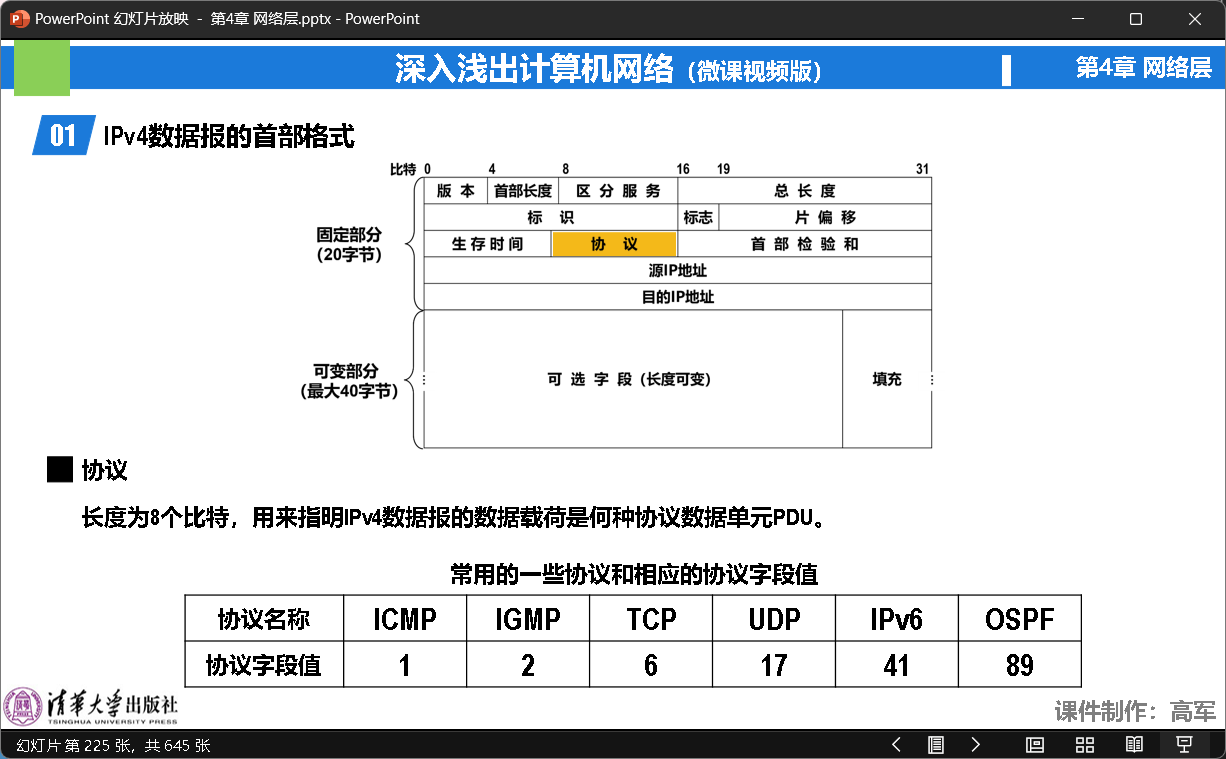 PowerPoint 幻灯片放映 - 第4章 网络层.pptx - PowerPoint
深入浅出计算机网络（微课视频版）
第4章 网络层
01 IPv4数据报的首部格式
比特 0 4 8 16 19 31
版 本 首部长度 区 分 服 务 总 长 度
标 识 标志 片 偏 移
固定部分
(20字节)
生 存 时 间 协 议 首 部 检 验 和
源IP地址
目的IP地址
可变部分
(最大40字节)
可 选 字 段 (长度可变) 填充
协议
长度为8个比特，用来指明IPv4数据报的数据载荷是何种协议数据单元PDU。
常用的一些协议和相应的协议字段值
协议名称 ICMP IGMP TCP UDP IPv6 OSPF
协议字段值 1 2 6 17 41 89
清华大学出版社
TSINGHUA UNIVERSITY PRESS
课件制作：高军
幻灯片 第 225 张，共 645 张